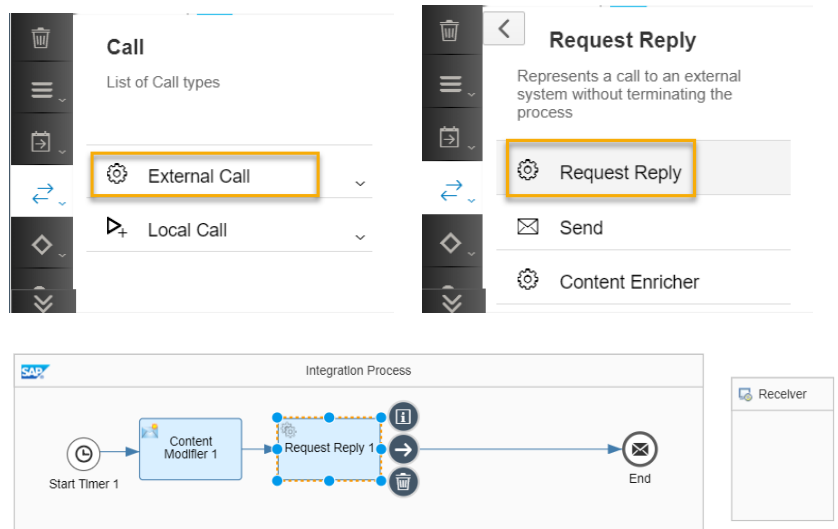 Call
List of Call types
External Call
Local Call
Request Reply
Represents a call to an external
system without terminating the
process
Request Reply
Send
Content Enricher
SAP
Integration Process
Receiver
Content
Modifier 1
Request Reply 1
Start Timer 1
End